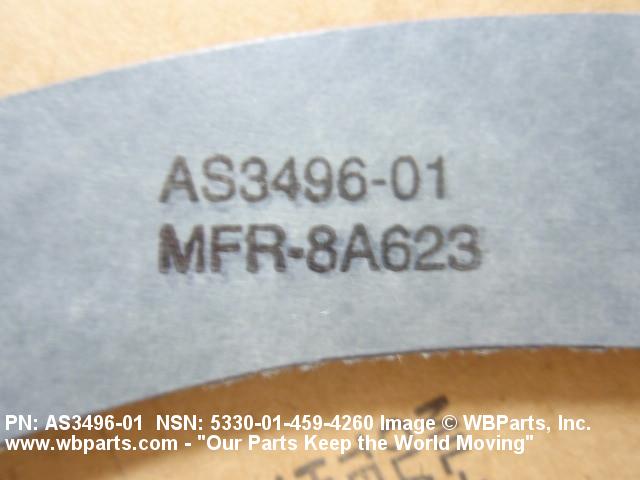 AS3496-01
MFR-8A623
PN: AS3496-01  NSN: 5330-01-459-4260 Image © WBParts, Inc.
www.wbparts.com - "Our Parts Keep the World Moving"